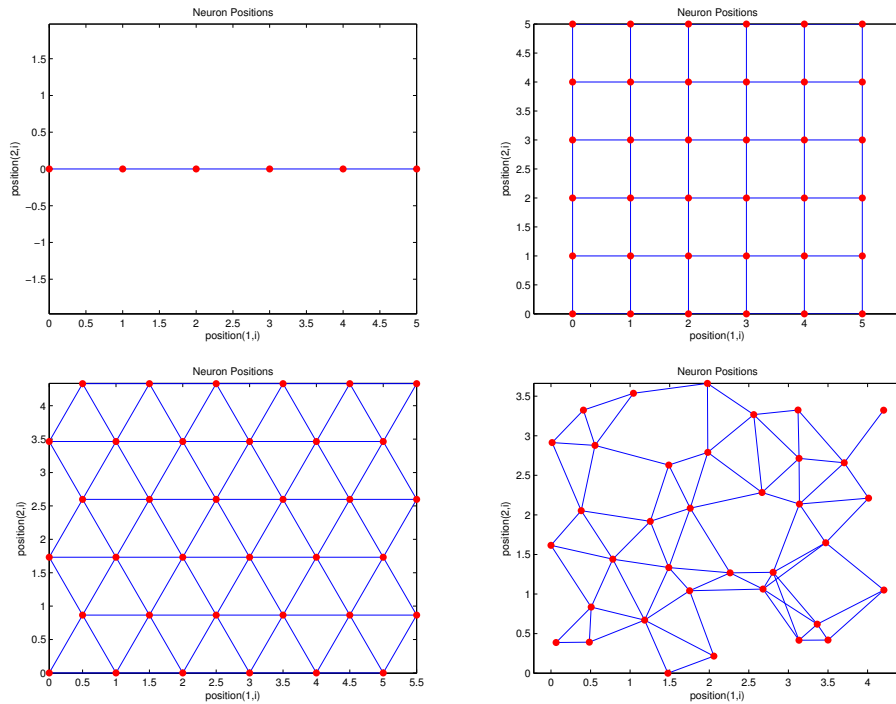 Neuron Positions
1.5
1
0.5
0
−0.5
−1
−1.5
position(2,i)
0 0.5 1 1.5 2 2.5 3 3.5 4 4.5 5
position(1,i)
Neuron Positions
5
4.5
4
3.5
3
2.5
2
1.5
1
0.5
0
position(2,i)
0 1 2 3 4 5
position(1,i)
Neuron Positions
4
3.5
3
2.5
2
1.5
1
0.5
0
position(2,i)
0 0.5 1 1.5 2 2.5 3 3.5 4 4.5 5 5.5
position(1,i)
Neuron Positions
3.5
3
2.5
2
1.5
1
0.5
0
position(2,i)
0 0.5 1 1.5 2 2.5 3 3.5 4
position(1,i)